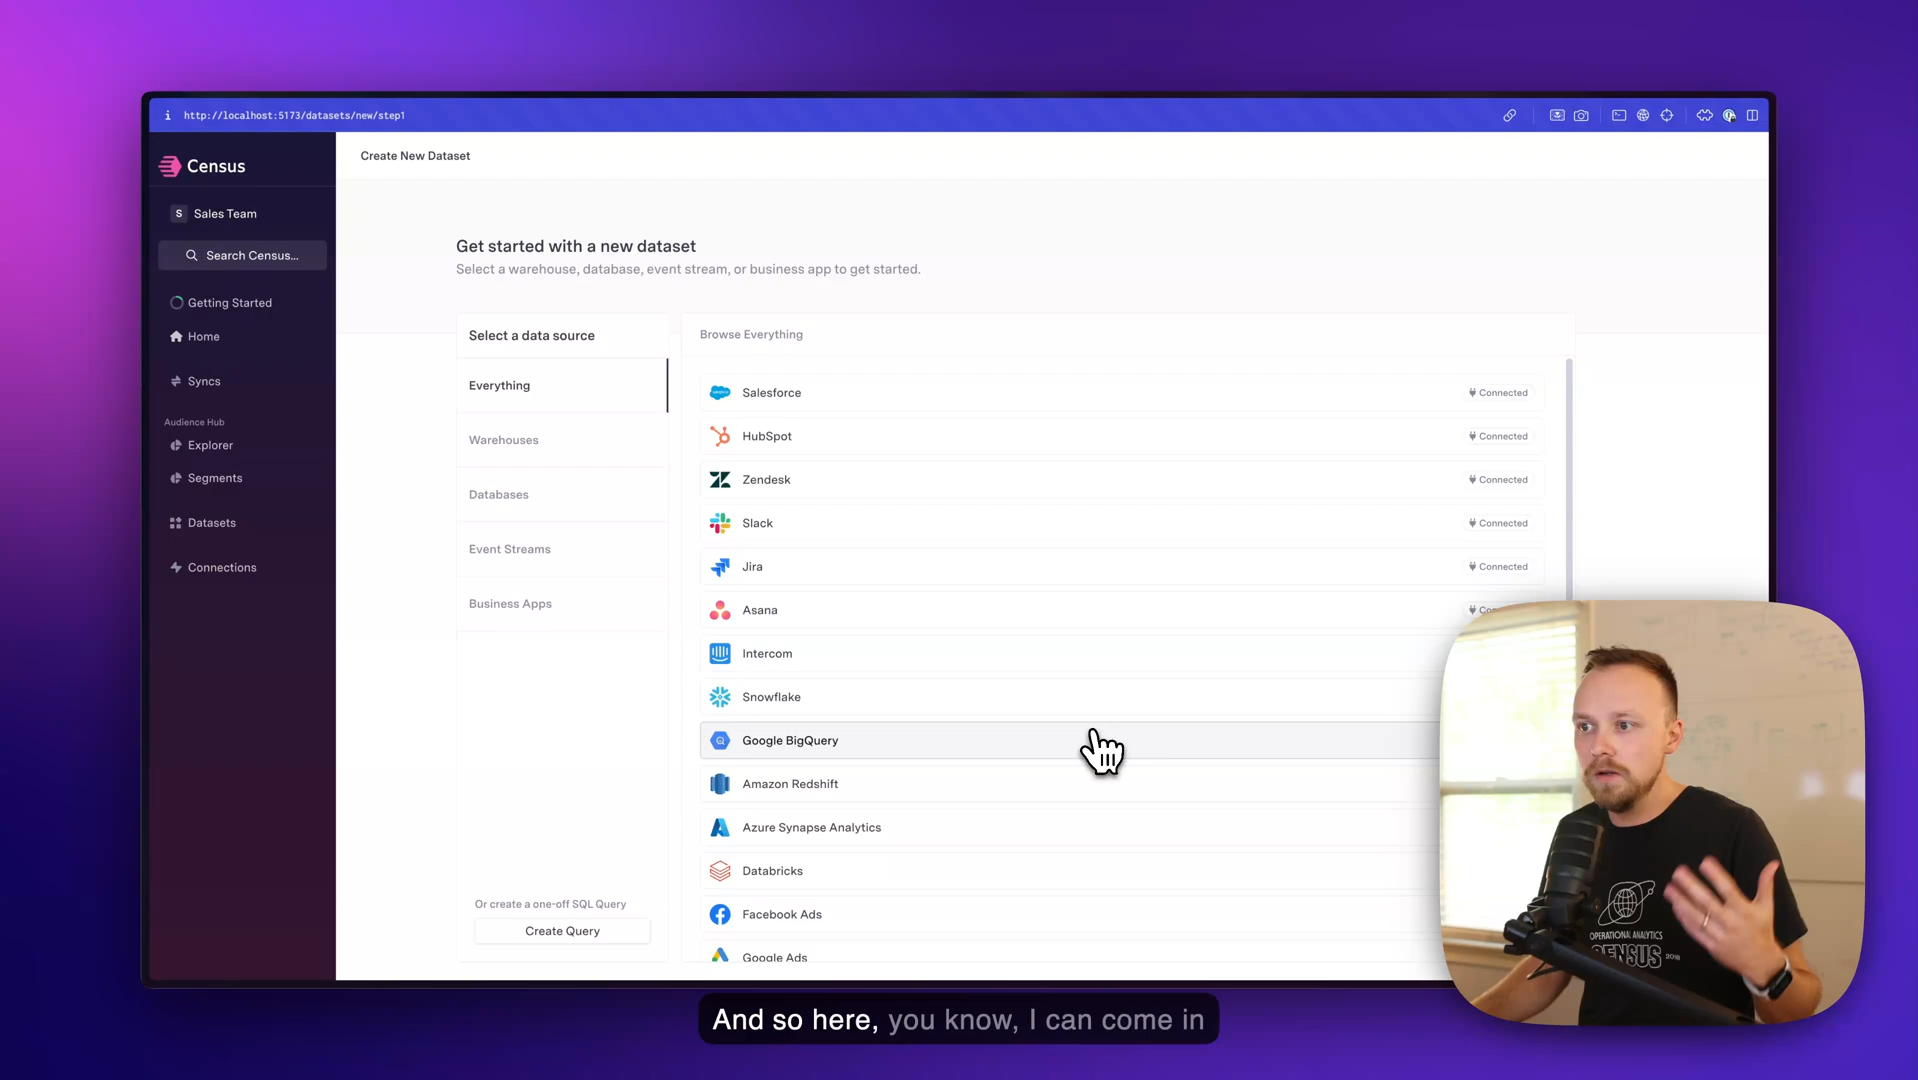 i http://localhost:5173/datasets/new/step1
Census
Create New Dataset
S Sales Team
Search Census...
Getting Started
Home
Syncs
Audience Hub
Explorer
Segments
Datasets
Connections
Get started with a new dataset
Select a warehouse, database, event stream, or business app to get started.
Select a data source
Everything
Warehouses
Databases
Event Streams
Business Apps
Or create a one-off SQL Query
Create Query
Browse Everything
Salesforce Connected
HubSpot Connected
Zendesk Connected
Slack Connected
Jira Connected
Asana
Intercom
Snowflake
Google BigQuery
Amazon Redshift
Azure Synapse Analytics
Databricks
Facebook Ads
Google Ads
OPERATIONAL ANALYTICS
CENSUS 2018
And so here, you know, I can come in